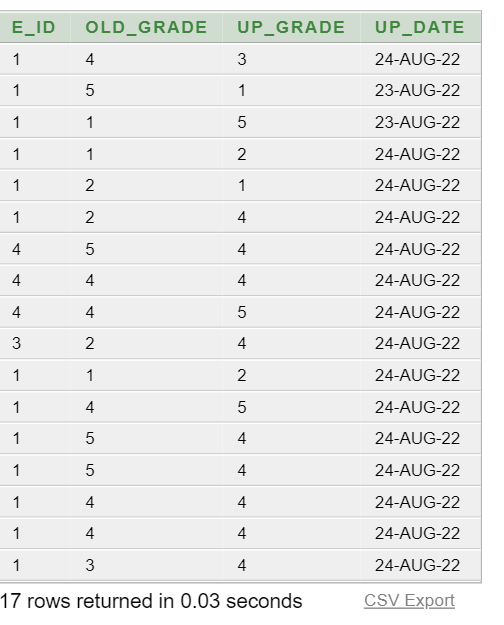 E_ID OLD_GRADE UP_GRADE UP_DATE
1 4 3 24-AUG-22
1 5 1 23-AUG-22
1 1 5 23-AUG-22
1 1 2 24-AUG-22
1 2 1 24-AUG-22
1 2 4 24-AUG-22
4 5 4 24-AUG-22
4 4 4 24-AUG-22
4 4 5 24-AUG-22
3 2 4 24-AUG-22
1 1 2 24-AUG-22
1 4 5 24-AUG-22
1 5 4 24-AUG-22
1 5 4 24-AUG-22
1 4 4 24-AUG-22
1 4 4 24-AUG-22
1 3 4 24-AUG-22
17 rows returned in 0.03 seconds CSV Export